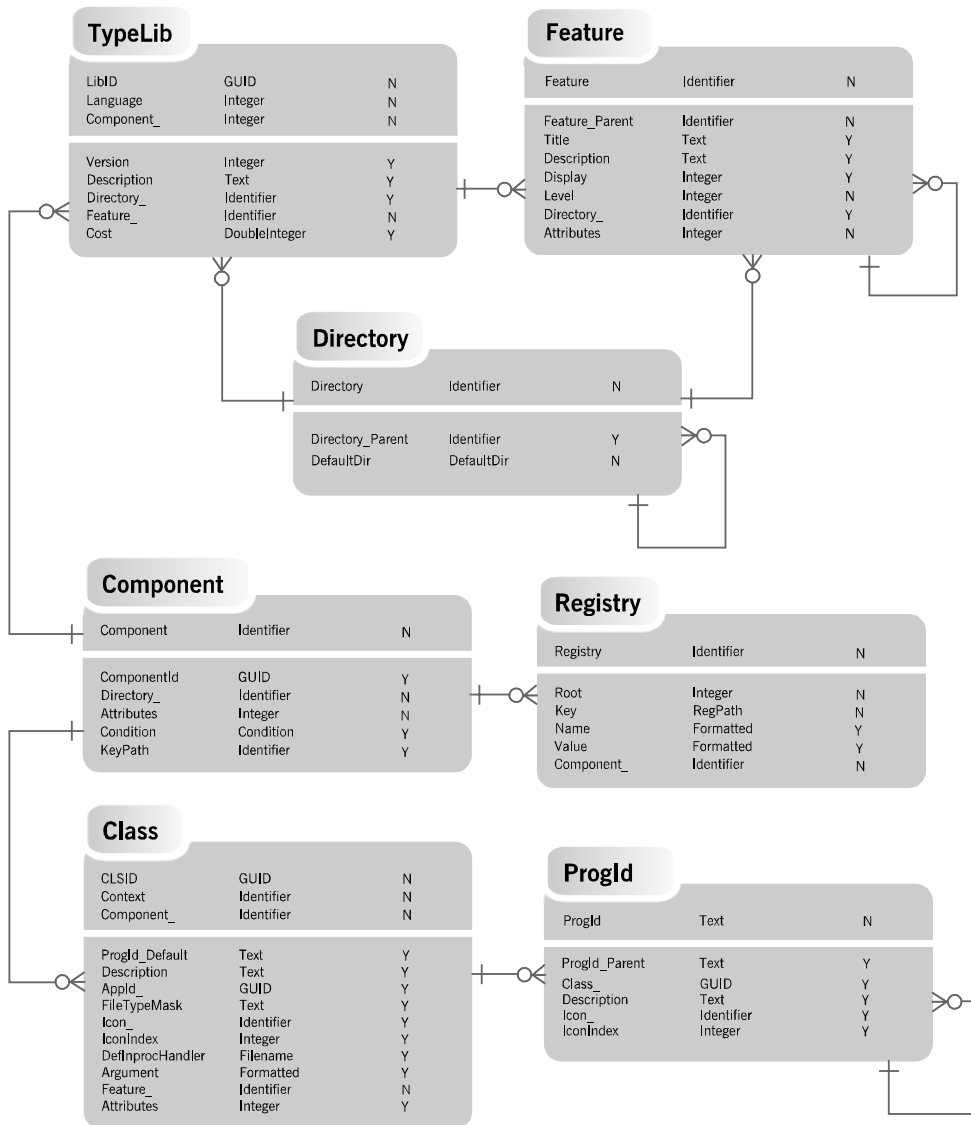 TypeLib
LibID GUID N
Language Integer N
Component_ Integer N
Version Integer Y
Description Text Y
Directory_ Identifier Y
Feature_ Identifier N
Cost DoubleInteger Y
Feature
Feature Identifier N
Feature_Parent Identifier N
Title Text Y
Description Text Y
Display Integer Y
Level Integer N
Directory_ Identifier Y
Attributes Integer N
Directory
Directory Identifier N
Directory_Parent Identifier Y
DefaultDir DefaultDir N
Component
Component Identifier N
ComponentId GUID Y
Directory_ Identifier N
Attributes Integer N
Condition Condition Y
KeyPath Identifier Y
Registry
Registry Identifier N
Root Integer N
Key RegPath N
Name Formatted Y
Value Formatted Y
Component_ Identifier N
Class
CLSID GUID N
Context Identifier N
Component_ Identifier N
ProgId_Default Text Y
Description Text Y
AppId_ GUID Y
FileTypeMask Text Y
Icon_ Identifier Y
IconIndex Integer Y
DefInprocHandler Filename Y
Argument Formatted Y
Feature_ Identifier N
Attributes Integer Y
ProgId
ProgId Text N
ProgId_Parent Text Y
Class_ GUID Y
Description Text Y
Icon_ Identifier Y
IconIndex Integer Y